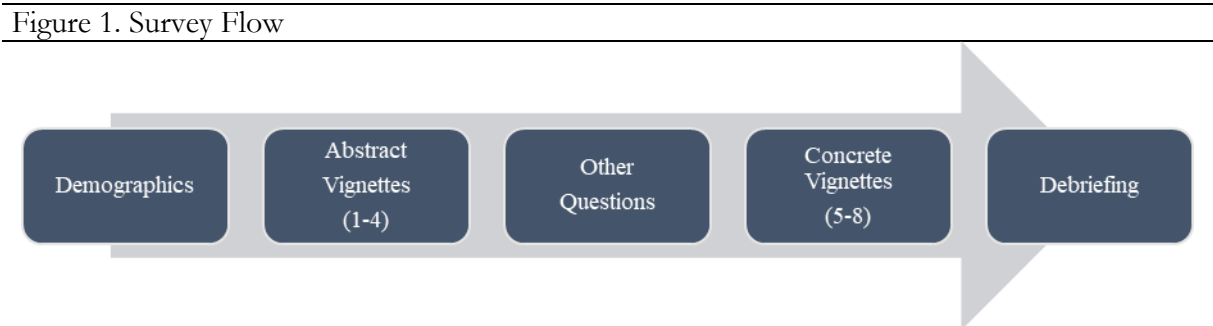 Figure 1. Survey Flow
Demographics
Abstract
Vignettes
(1-4)
Other
Questions
Concrete
Vignettes
(5-8)
Debriefing